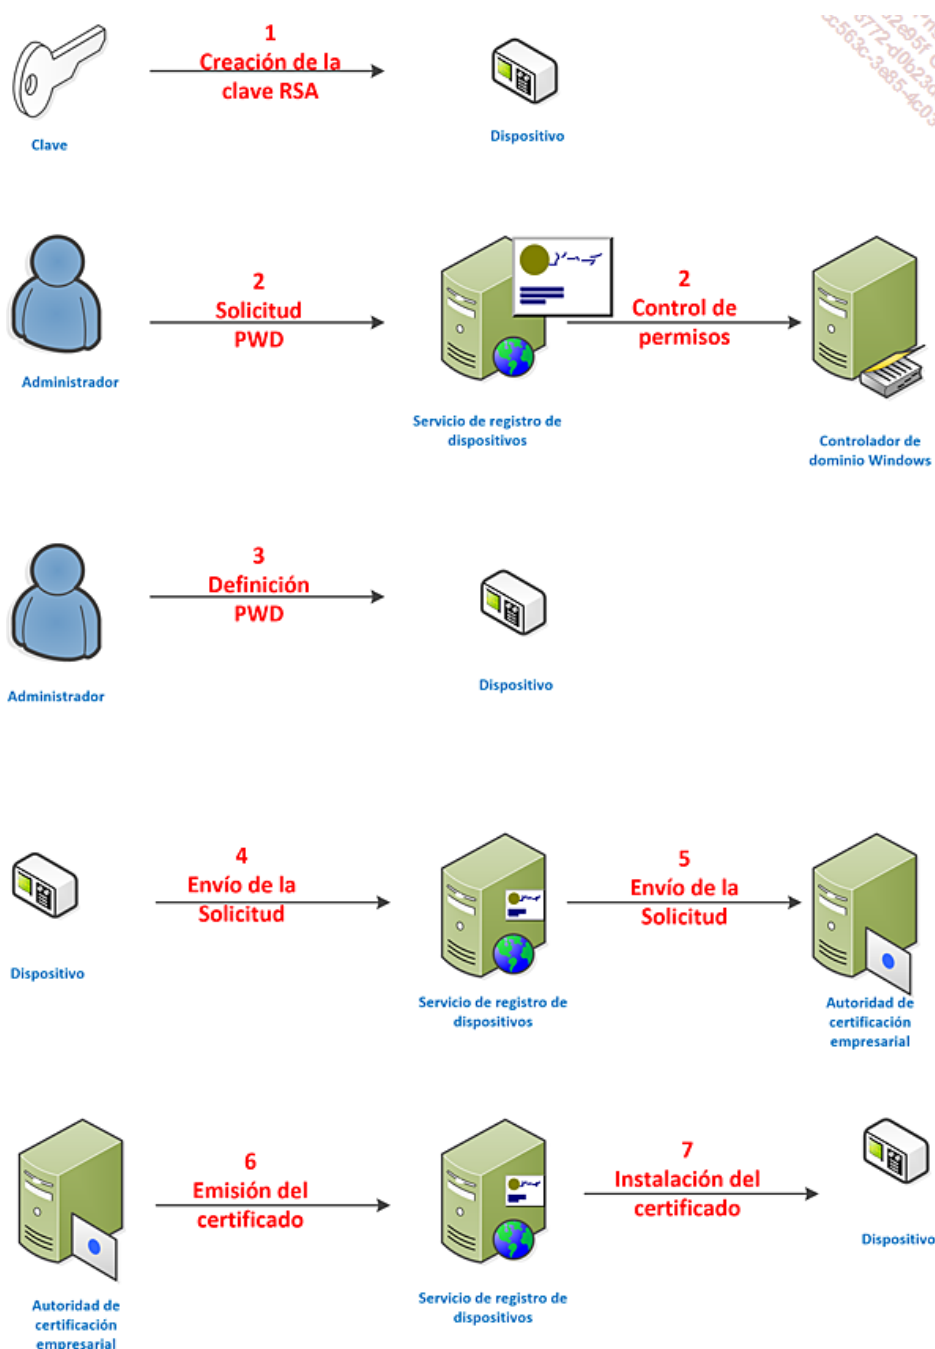 1
Creación de la
clave RSA
Clave
Dispositivo
2
Solicitud
PWD
2
Control de
permisos
Administrador
Servicio de registro de
dispositivos
Controlador de
dominio Windows
3
Definición
PWD
Administrador
Dispositivo
4
Envío de la
Solicitud
5
Envío de la
Solicitud
Dispositivo
Servicio de registro de
dispositivos
Autoridad de
certificación
empresarial
6
Emisión del
certificado
7
Instalación del
certificado
Dispositivo
Autoridad de
certificación
empresarial
Servicio de registro de
dispositivos